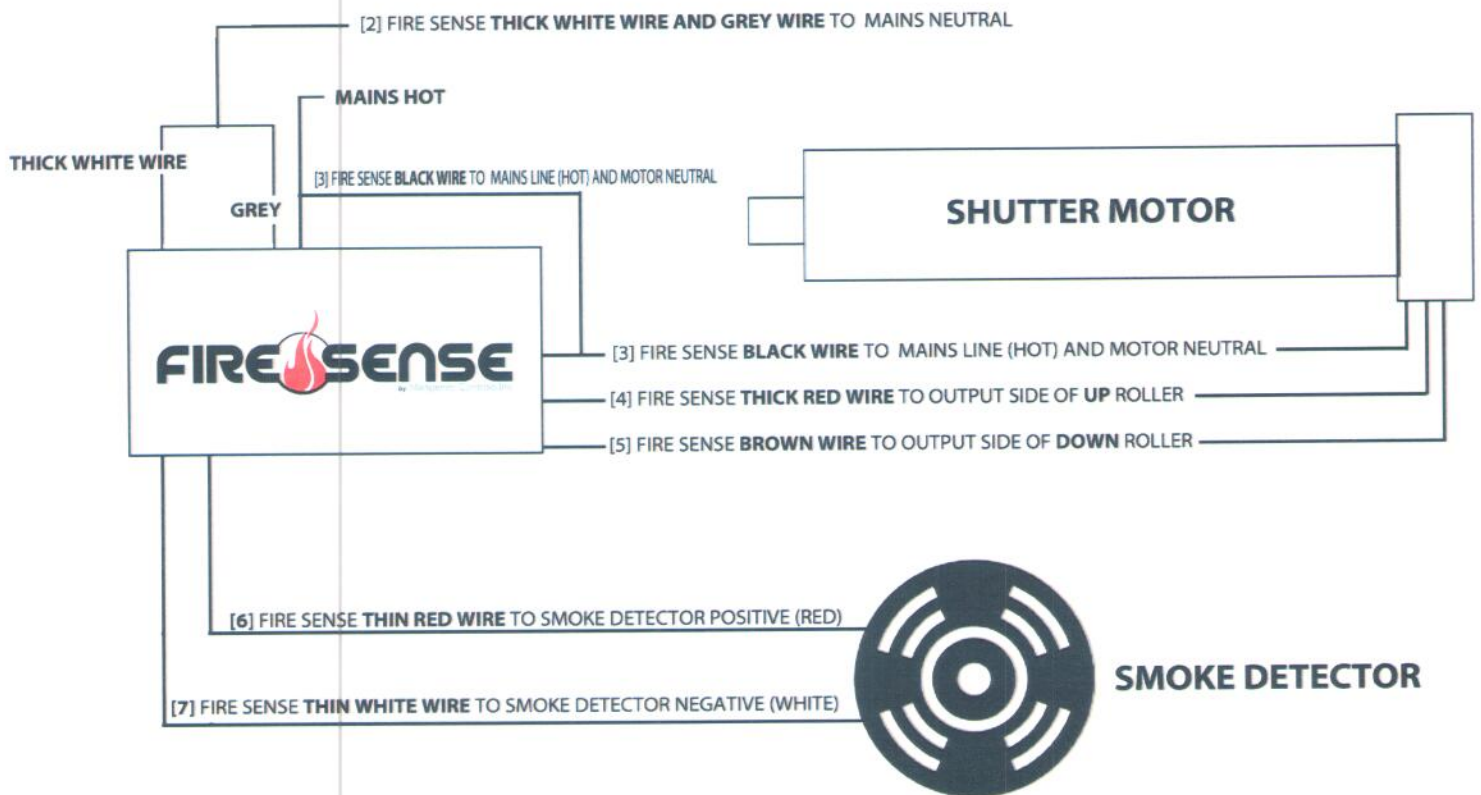 [2] FIRE SENSE THICK WHITE WIRE AND GREY WIRE TO MAINS NEUTRAL
MAINS HOT
THICK WHITE WIRE
[3] FIRE SENSE BLACK WIRE TO MAINS LINE (HOT) AND MOTOR NEUTRAL
GREY
SHUTTER MOTOR
FIRE SENSE
by
[3] FIRE SENSE BLACK WIRE TO MAINS LINE (HOT) AND MOTOR NEUTRAL
[4] FIRE SENSE THICK RED WIRE TO OUTPUT SIDE OF UP ROLLER
[5] FIRE SENSE BROWN WIRE TO OUTPUT SIDE OF DOWN ROLLER
[6] FIRE SENSE THIN RED WIRE TO SMOKE DETECTOR POSITIVE (RED)
SMOKE DETECTOR
[7] FIRE SENSE THIN WHITE WIRE TO SMOKE DETECTOR NEGATIVE (WHITE)